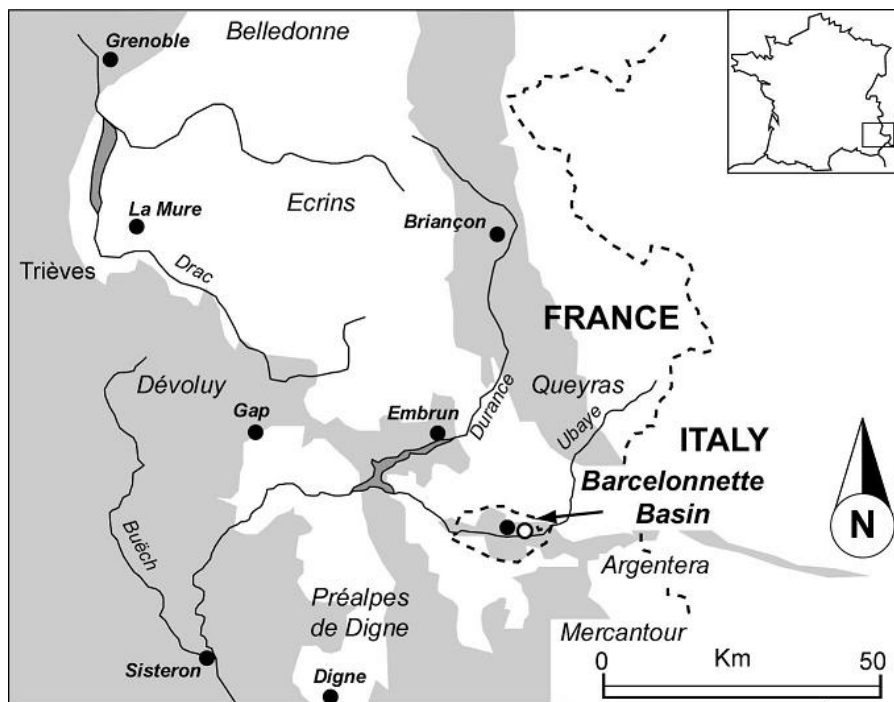 Belledonne
Grenoble
Ecrins
La Mure
Briançon
Drac
Trièves
FRANCE
Dévoluy
Durance
Queyras
Gap
Embrun
Ubaye
ITALY
Barcelonnette
Basin
N
Buëch
Argentera
Préalpes
de Digne
Mercantour
Sisteron
Digne
Km
0
50